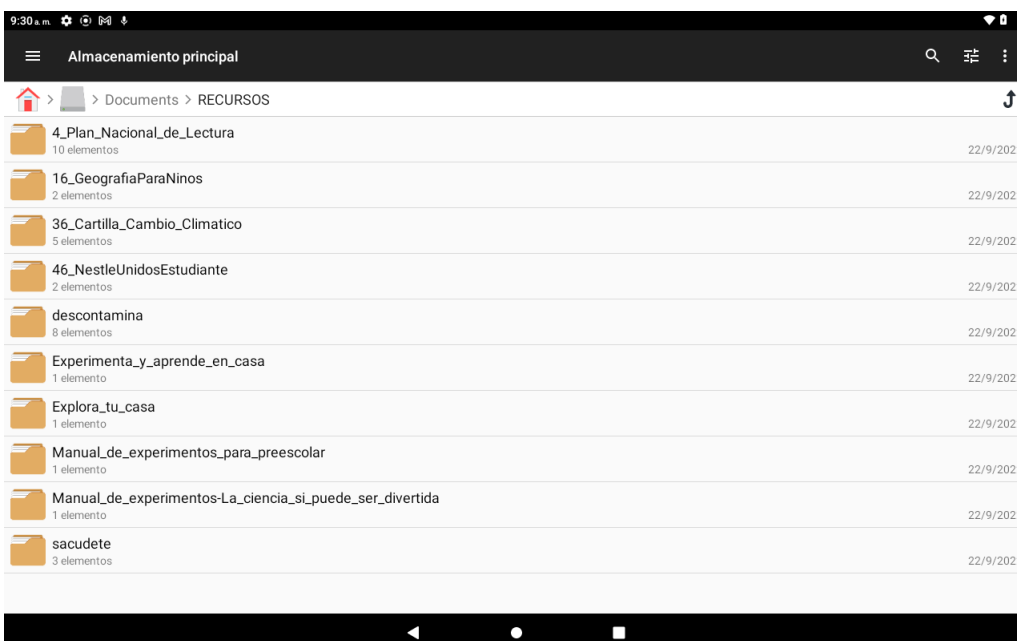 9:30 a. m.
Almacenamiento principal
> > Documents > RECURSOS
4_Plan_Nacional_de_Lectura
10 elementos 22/9/202
16_GeografiaParaNinos
2 elementos 22/9/202
36_Cartilla_Cambio_Climatico
5 elementos 22/9/202
46_NestleUnidosEstudiante
2 elementos 22/9/202
descontamina
8 elementos 22/9/202
Experimenta_y_aprende_en_casa
1 elemento 22/9/202
Explora_tu_casa
1 elemento 22/9/202
Manual_de_experimentos_para_preescolar
1 elemento 22/9/202
Manual_de_experimentos-La_ciencia_si_puede_ser_divertida
1 elemento 22/9/202
sacudete
3 elementos 22/9/202